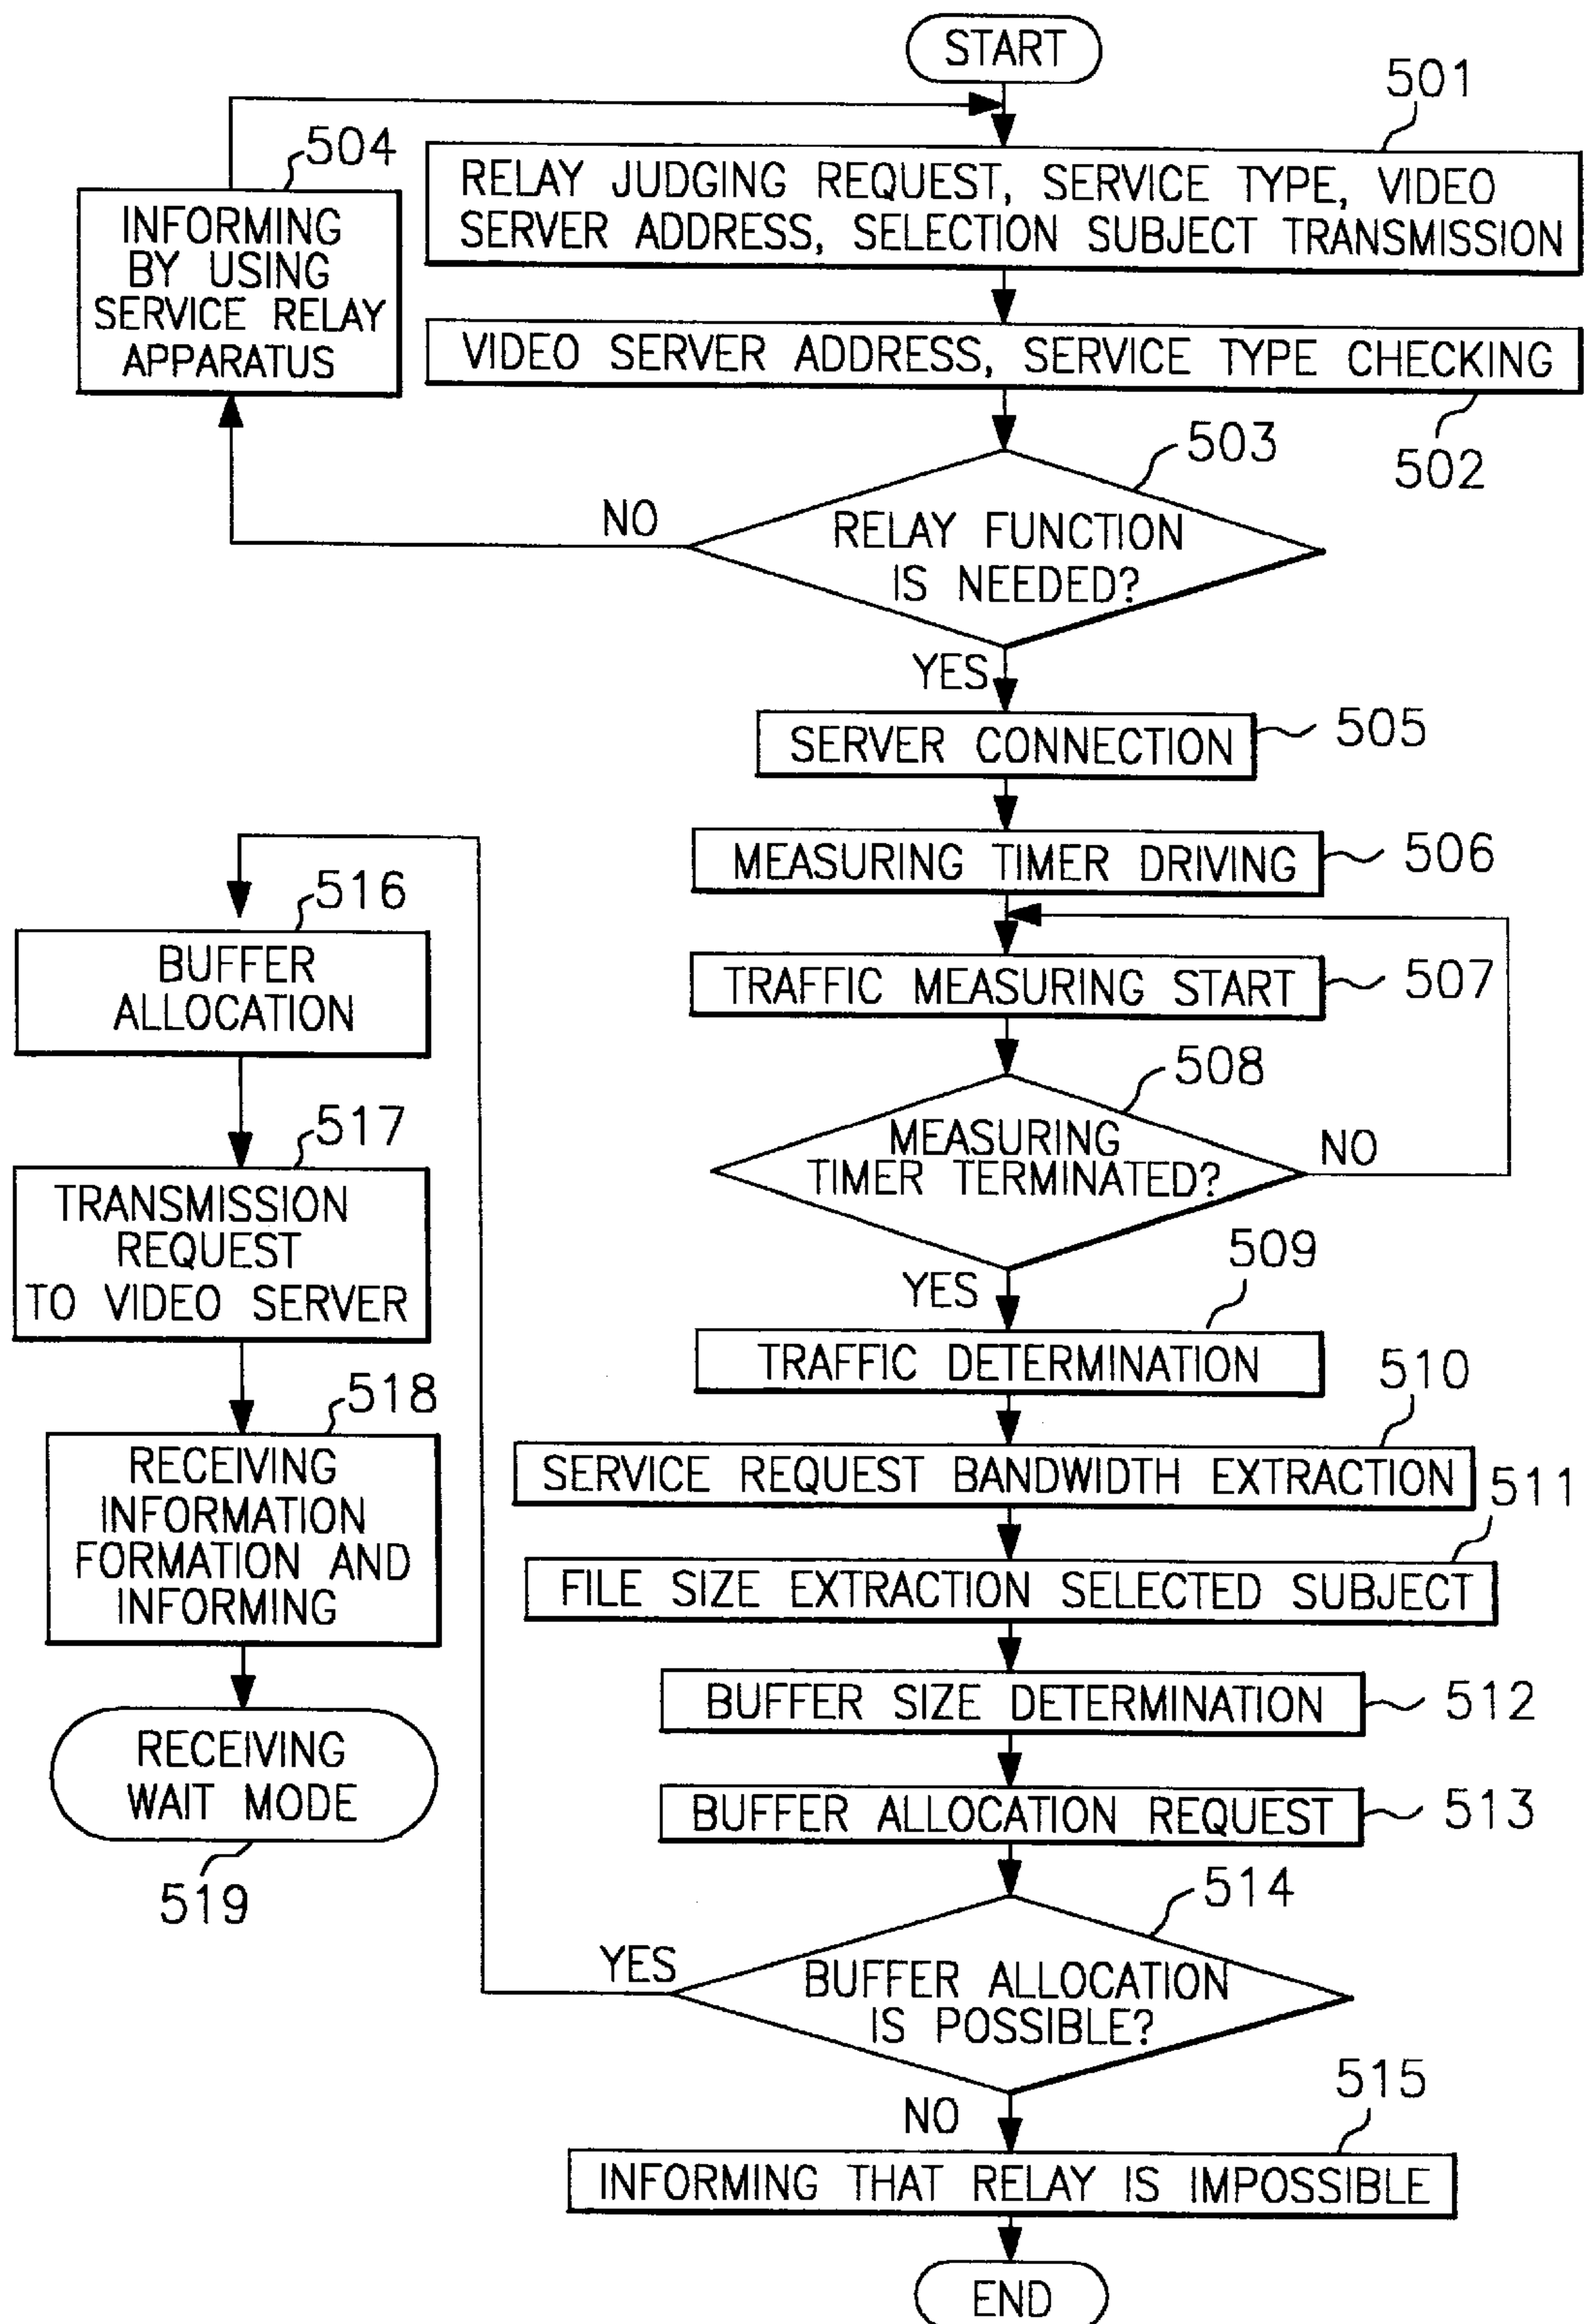 START
501
RELAY JUDGING REQUEST, SERVICE TYPE, VIDEO
SERVER ADDRESS, SELECTION SUBJECT TRANSMISSION
504
INFORMING
BY USING
SERVICE RELAY
APPARATUS
VIDEO SERVER ADDRESS, SERVICE TYPE CHECKING
502
503
RELAY FUNCTION
IS NEEDED?
NO
YES
SERVER CONNECTION
505
MEASURING TIMER DRIVING
506
TRAFFIC MEASURING START
507
508
MEASURING
TIMER TERMINATED?
NO
YES
509
TRAFFIC DETERMINATION
510
SERVICE REQUEST BANDWIDTH EXTRACTION
511
FILE SIZE EXTRACTION SELECTED SUBJECT
BUFFER SIZE DETERMINATION
512
BUFFER ALLOCATION REQUEST
513
514
BUFFER ALLOCATION
IS POSSIBLE?
YES
NO
515
INFORMING THAT RELAY IS IMPOSSIBLE
END
516
BUFFER
ALLOCATION
517
TRANSMISSION
REQUEST
TO VIDEO SERVER
518
RECEIVING
INFORMATION
FORMATION AND
INFORMING
RECEIVING
WAIT MODE
519